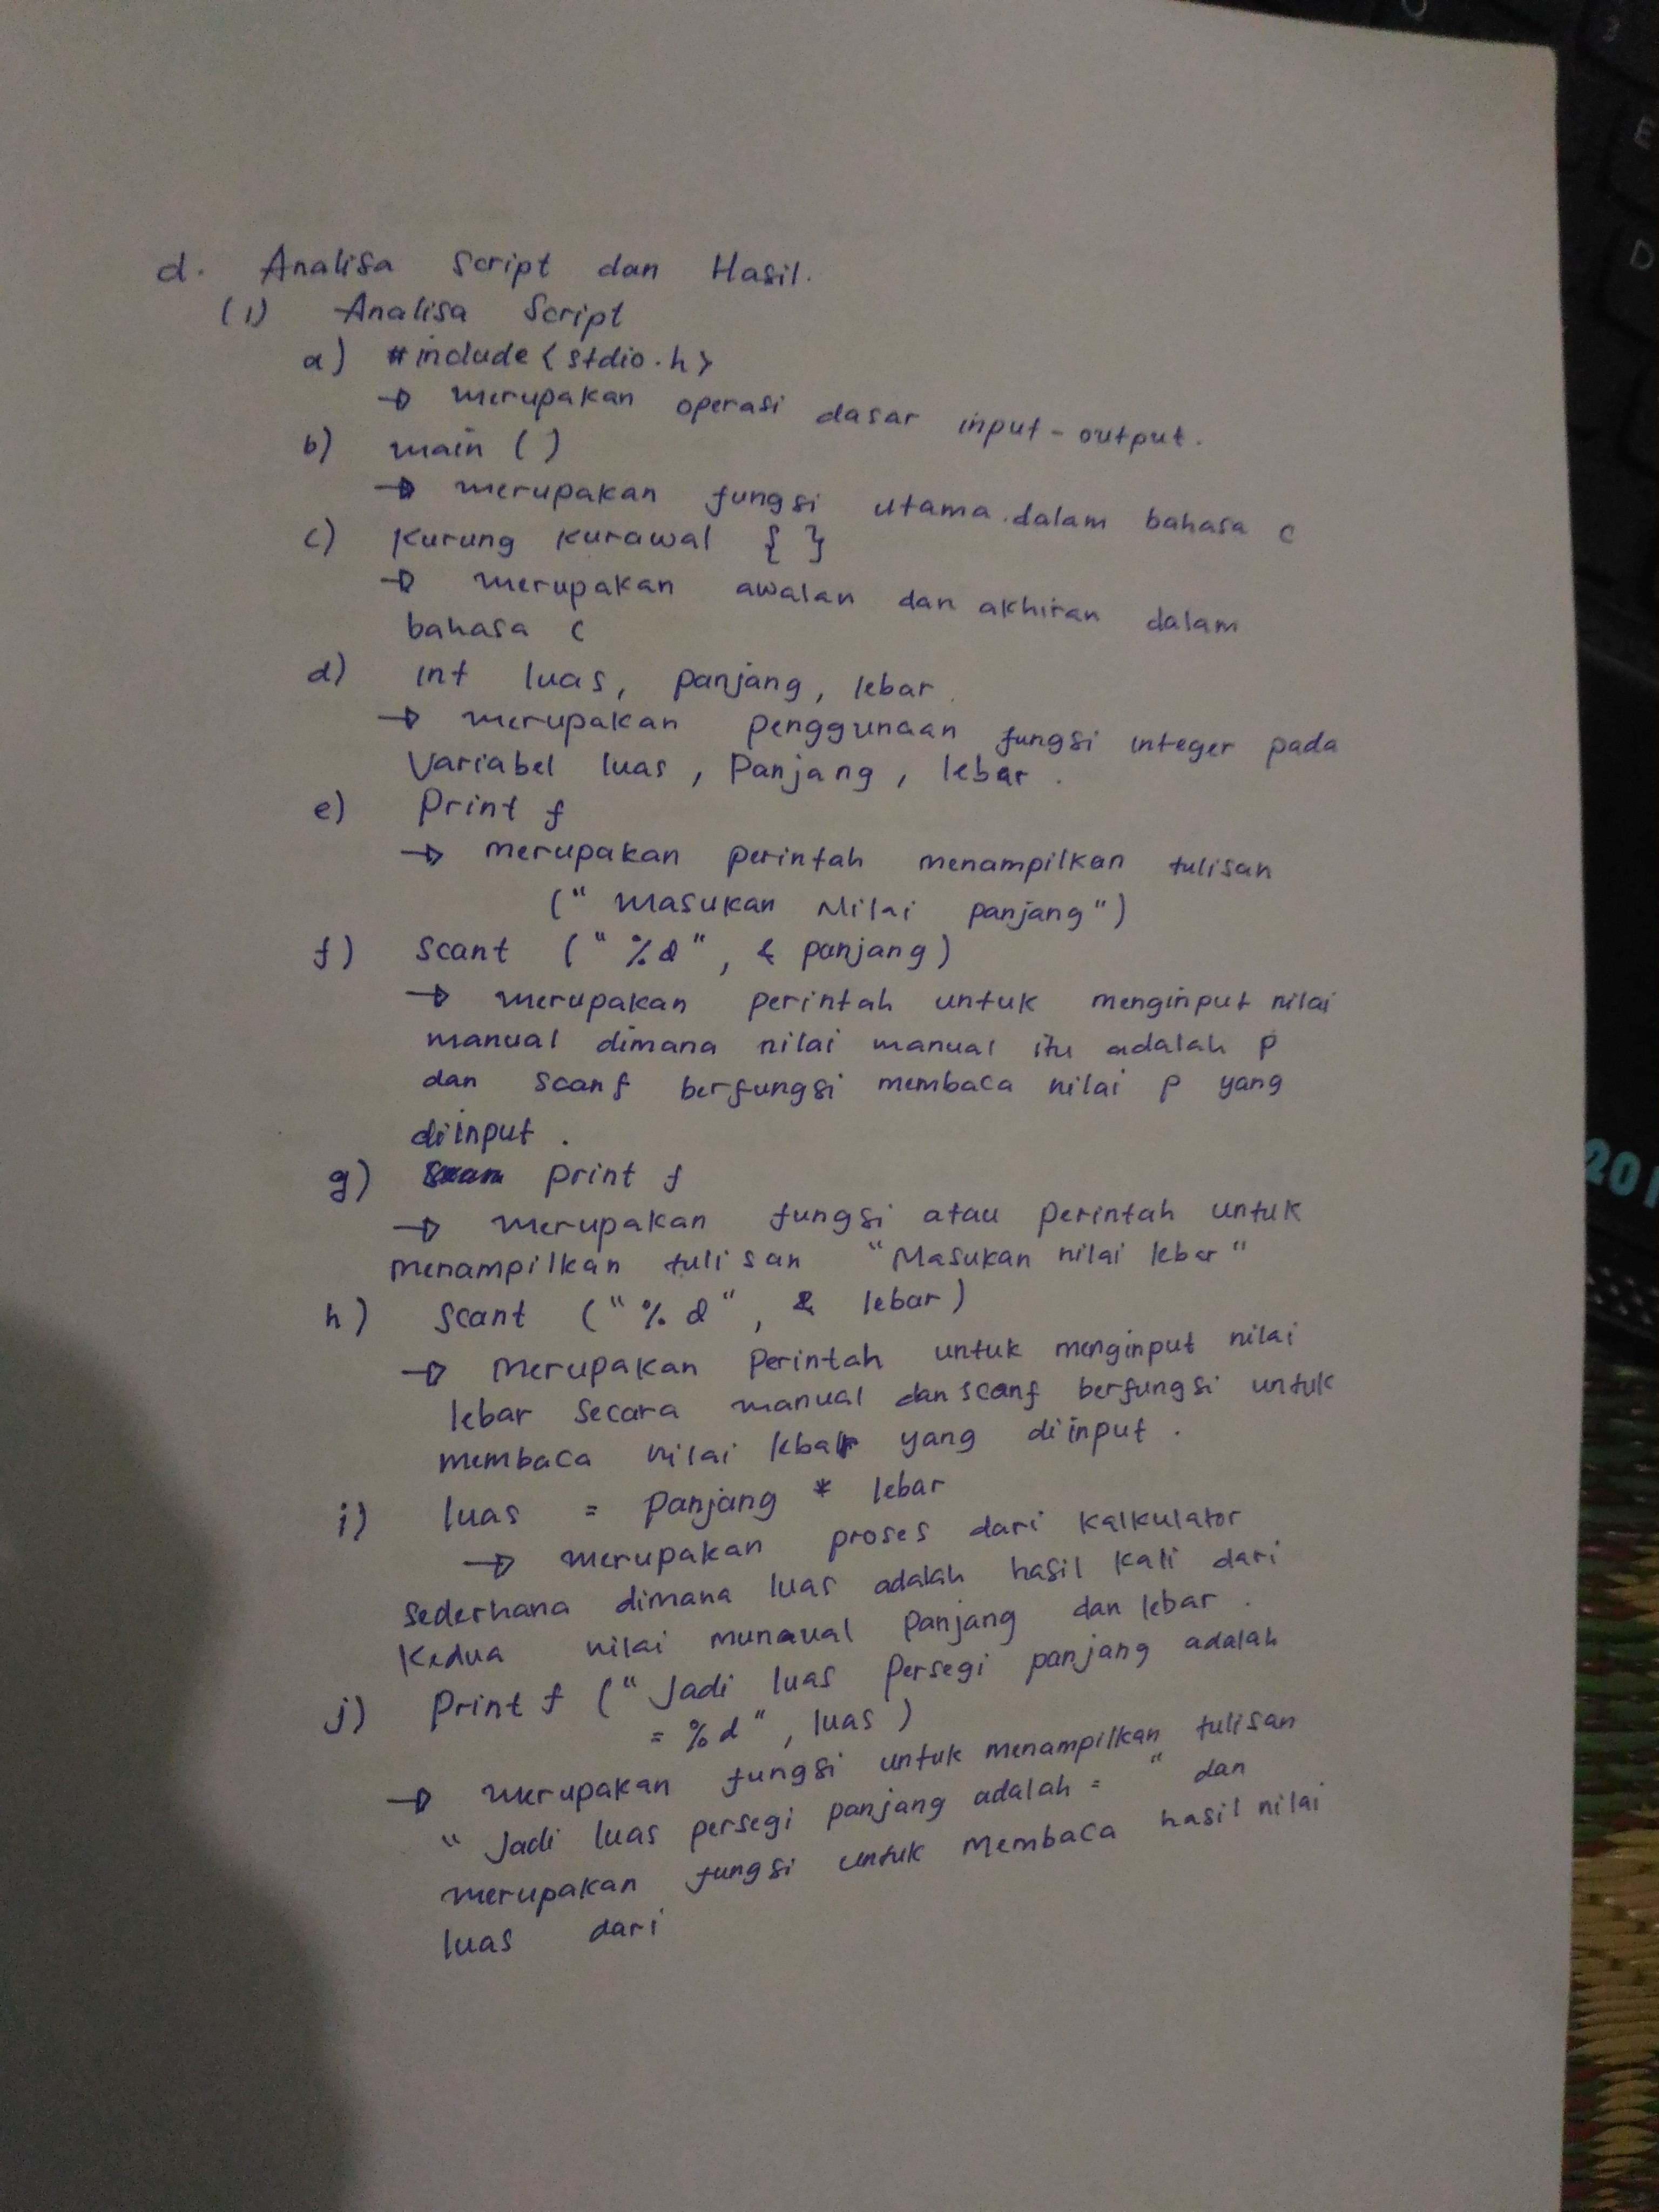 d. Analisa Script dan Hasil.
(1) Analisa Script
a) #include <stdio.h>
→ merupakan operasi dasar input-output.
b) main ()
→ merupakan fungsi utama dalam bahasa c
c) Kurung Kurawal { }
→ merupakan awalan dan akhiran dalam
bahasa c
d) int luas, panjang, lebar
→ merupakan penggunaan fungsi integer pada
Variabel luas, Panjang, lebar.
e) Print f
→ merupakan perintah menampilkan tulisan
(" Masukan Nilai panjang")
f) Scant ("%d", & panjang)
→ merupakan perintah untuk menginput nilai
manual dimana nilai manual itu adalah p
dan scanf berfungsi membaca nilai p yang
diinput.
g) print f
→ merupakan fungsi atau perintah untuk
menampilkan tulisan "Masukan nilai lebar"
h) Scant ("%d", & lebar)
→ merupakan Perintah untuk menginput nilai
lebar secara manual dan scanf berfungsi untuk
membaca nilai lebar yang diinput.
i) luas = panjang * lebar
→ merupakan proses dari kalkulator
sederhana dimana luas adalah hasil kali dari
kedua nilai munaual panjang dan lebar.
j) Print f ("Jadi luas Persegi panjang adalah
= %d", luas)
→ merupakan fungsi untuk menampilkan tulisan
"Jadi luas persegi panjang adalah = " dan
merupakan fungsi untuk membaca hasil nilai
luas dari
E
D
3
201